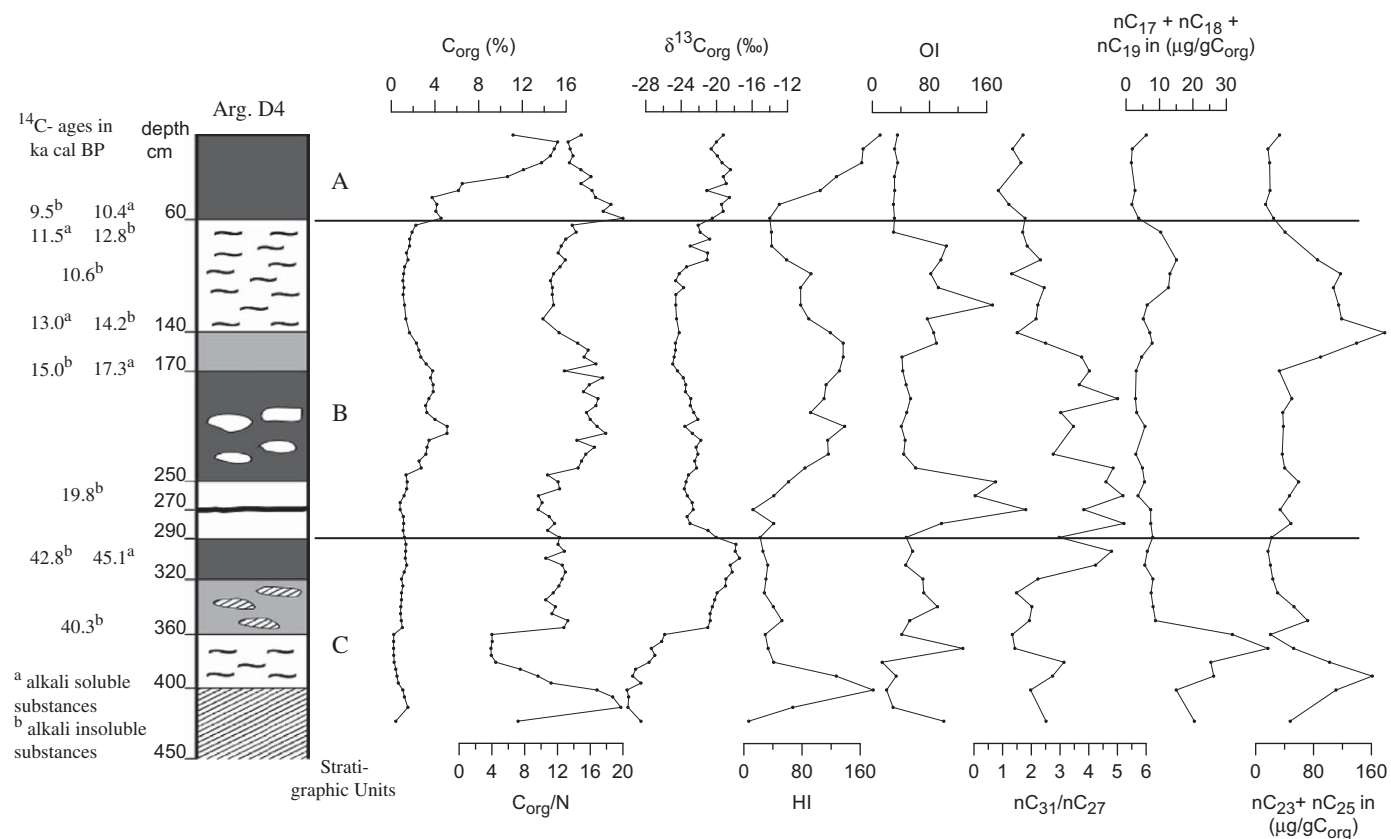 C_org (%)
0 4 8 12 16
δ¹³C_org (‰)
-28 -24 -20 -16 -12
OI
0 80 160
nC₁₇ + nC₁₈ +
nC₁₉ in (μg/gC_org)
0 10 20 30
Arg. D4
¹⁴C- ages in
ka cal BP
depth
cm
9.5ᵇ 10.4ᵃ
60
11.5ᵃ 12.8ᵇ
10.6ᵇ
13.0ᵃ 14.2ᵇ
140
15.0ᵇ 17.3ᵃ
170
250
19.8ᵇ
270
290
42.8ᵇ 45.1ᵃ
320
40.3ᵇ
360
400
450
ᵃ alkali soluble
substances
ᵇ alkali insoluble
substances
A
B
C
Strati-
graphic Units
0 4 8 12 16 20
C_org/N
0 80 160
HI
0 1 2 3 4 5 6
nC₃₁/nC₂₇
0 80 160
nC₂₃+ nC₂₅ in
(μg/gC_org)